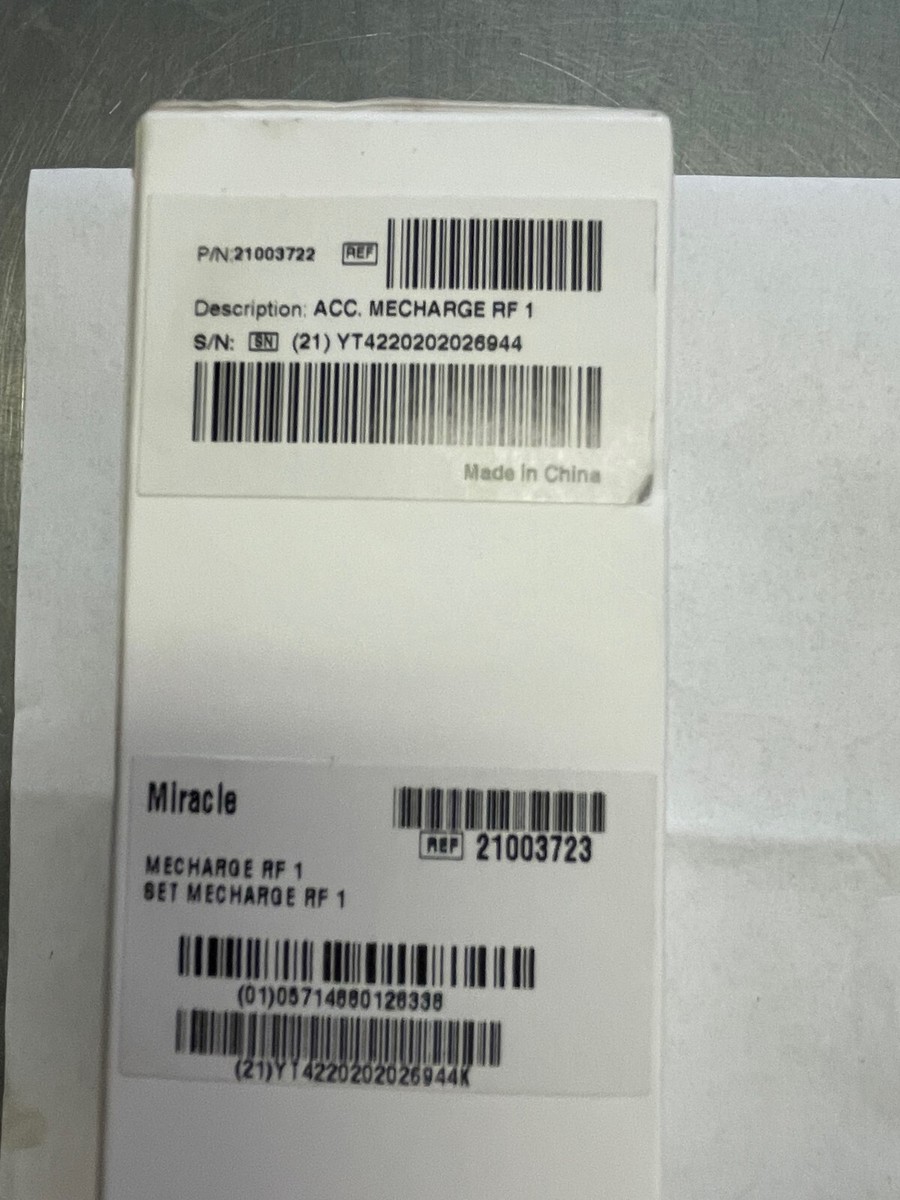 P/N:21003722 REF
Description: ACC. MECHARGE RF 1
S/N: SN (21) YT4220202026944
Made in China
Miracle
REF 21003723
MECHARGE RF 1
SET MECHARGE RF 1
(01)05714880128338
(21)YT4220202026944K